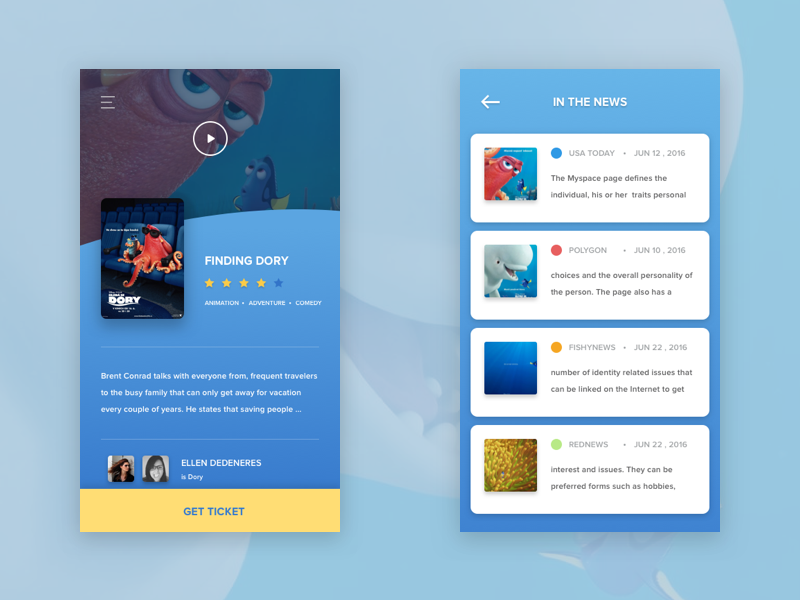 DORY
FINDING DORY
ANIMATION • ADVENTURE • COMEDY
Brent Conrad talks with everyone from, frequent travelers
to the busy family that can only get away for vacation
every couple of years. He states that saving people ...
ELLEN DEDENERES
is Dory
GET TICKET
IN THE NEWS
USA TODAY • JUN 12 , 2016
The Myspace page defines the
individual, his or her traits personal
POLYGON • JUN 10 , 2016
choices and the overall personality of
the person. The page also has a
FISHYNEWS • JUN 22 , 2016
number of identity related issues that
can be linked on the Internet to get
REDNEWS • JUN 22 , 2016
interest and issues. They can be
preferred forms such as hobbies,